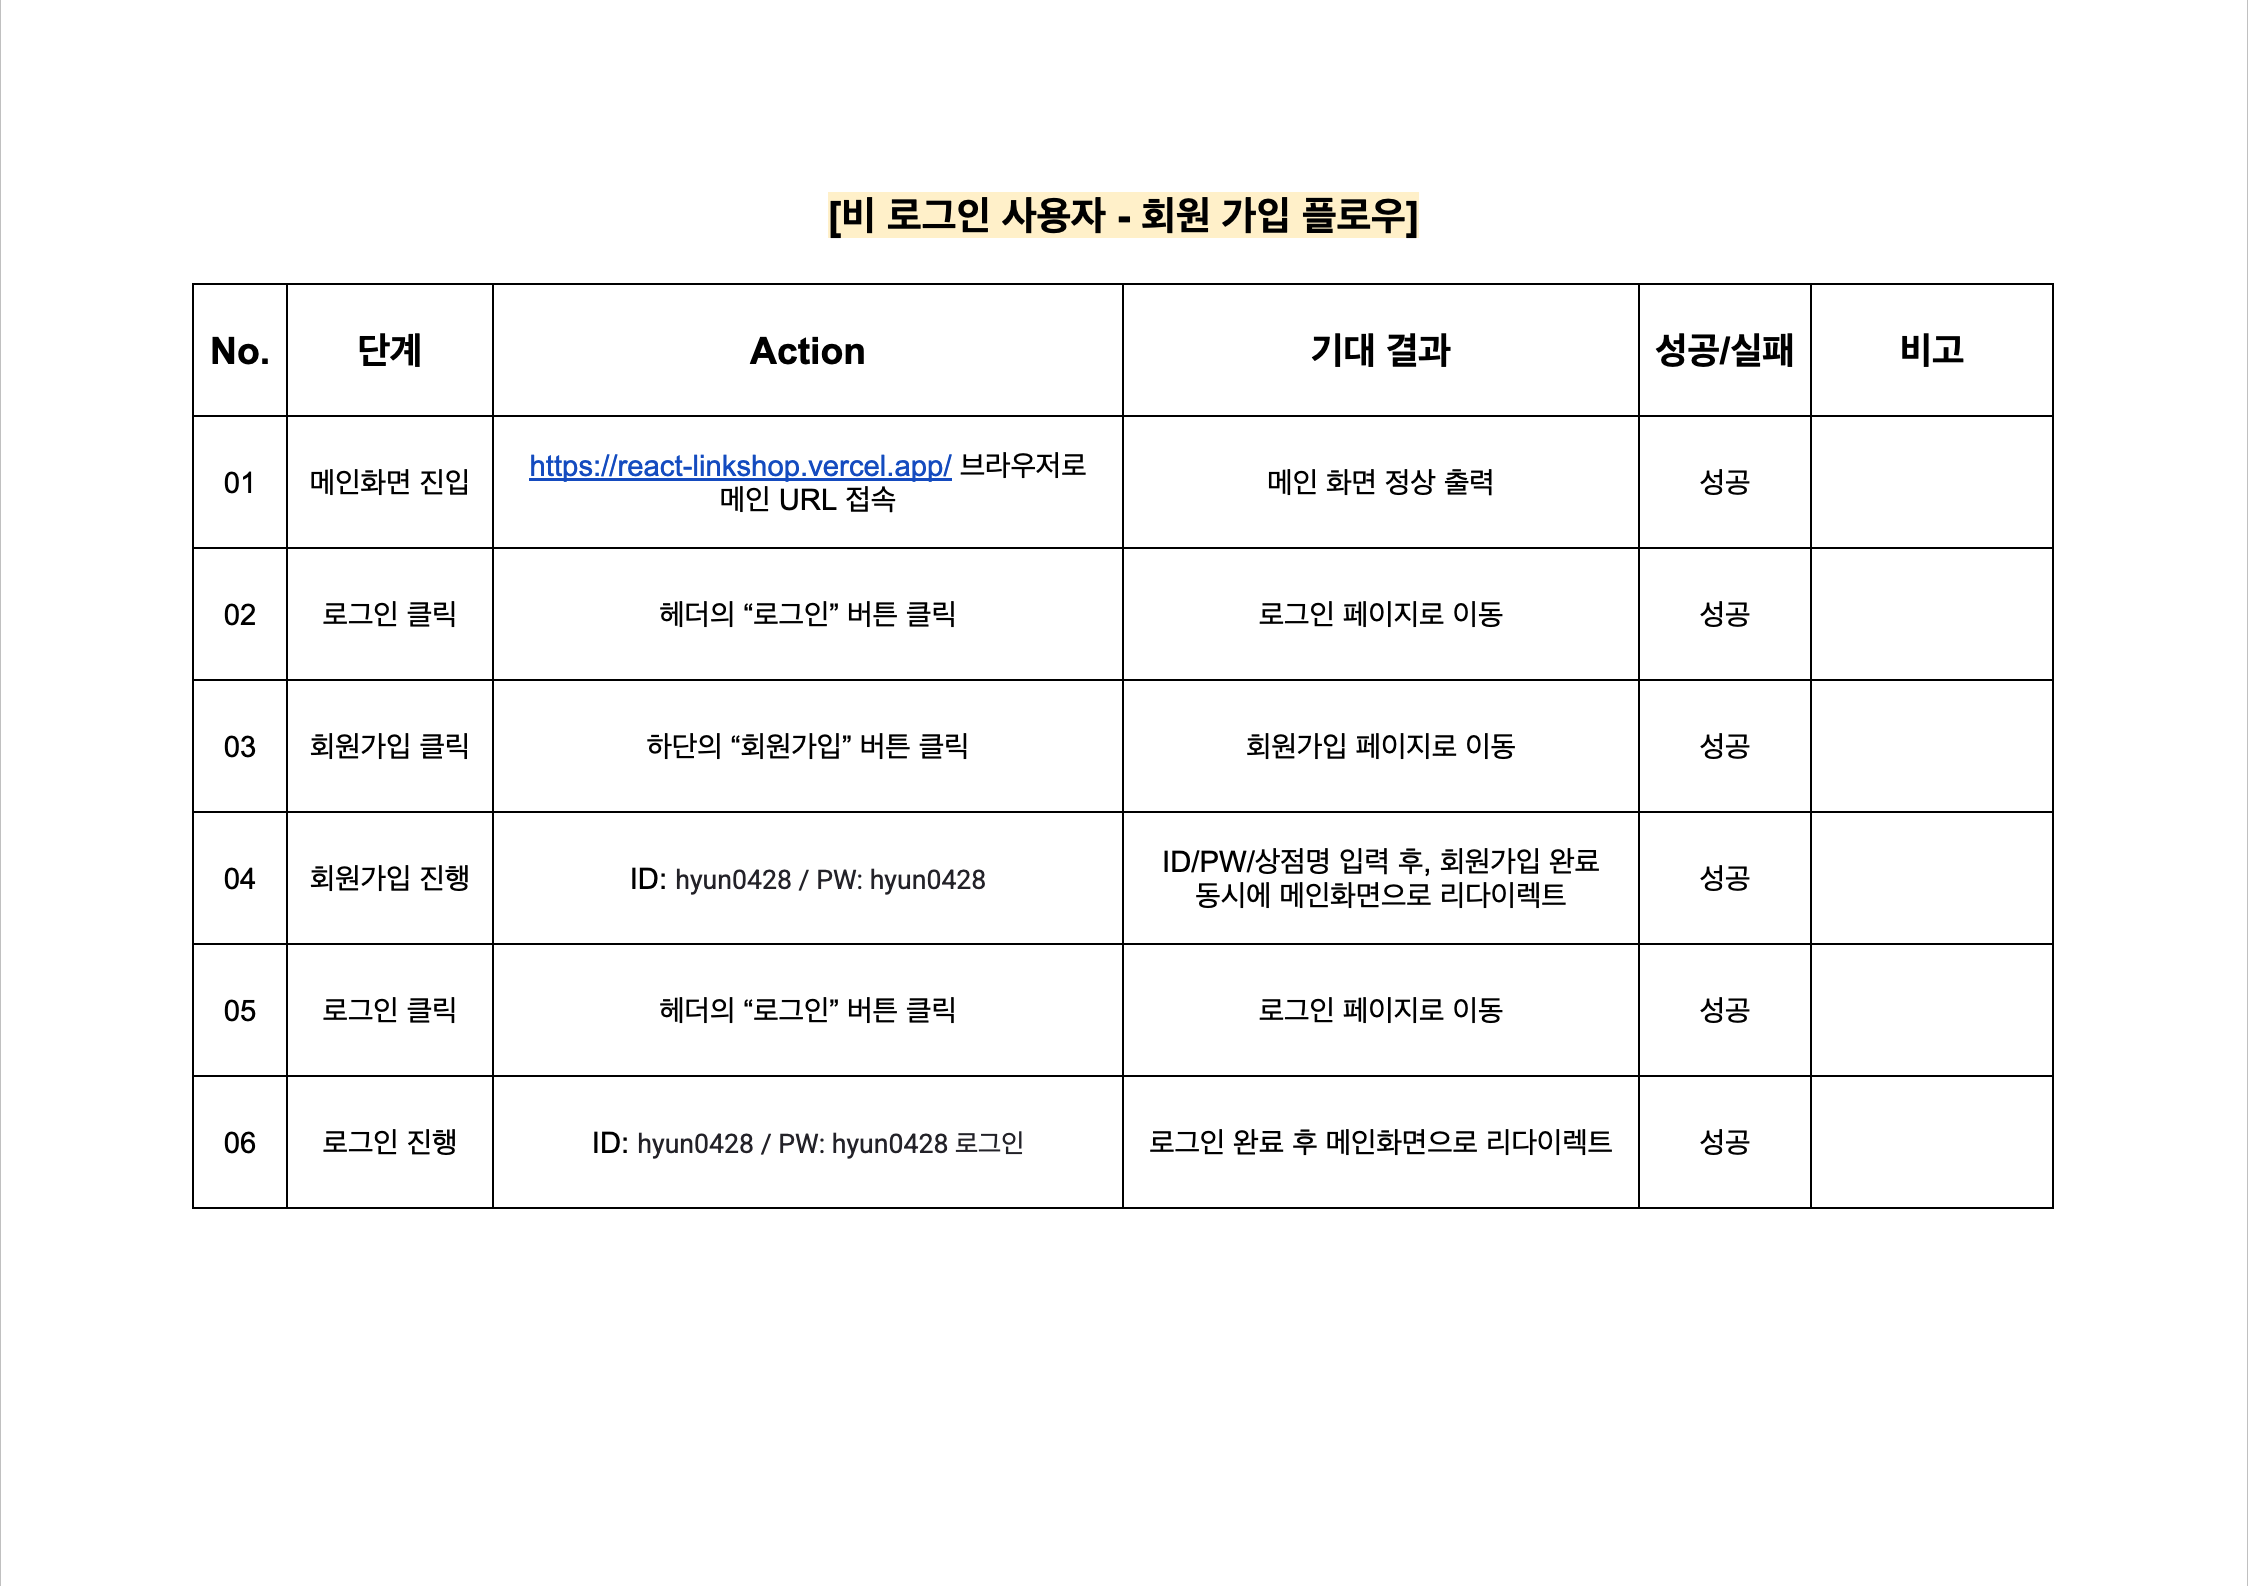 [비 로그인 사용자 - 회원 가입 플로우]
No. 단계 Action 기대 결과 성공/실패 비고
01 메인화면 진입 https://react-linkshop.vercel.app/ 브라우저로
메인 URL 접속 메인 화면 정상 출력 성공
02 로그인 클릭 헤더의 “로그인” 버튼 클릭 로그인 페이지로 이동 성공
03 회원가입 클릭 하단의 “회원가입” 버튼 클릭 회원가입 페이지로 이동 성공
04 회원가입 진행 ID: hyun0428 / PW: hyun0428 ID/PW/상점명 입력 후, 회원가입 완료
동시에 메인화면으로 리다이렉트 성공
05 로그인 클릭 헤더의 “로그인” 버튼 클릭 로그인 페이지로 이동 성공
06 로그인 진행 ID: hyun0428 / PW: hyun0428 로그인 로그인 완료 후 메인화면으로 리다이렉트 성공